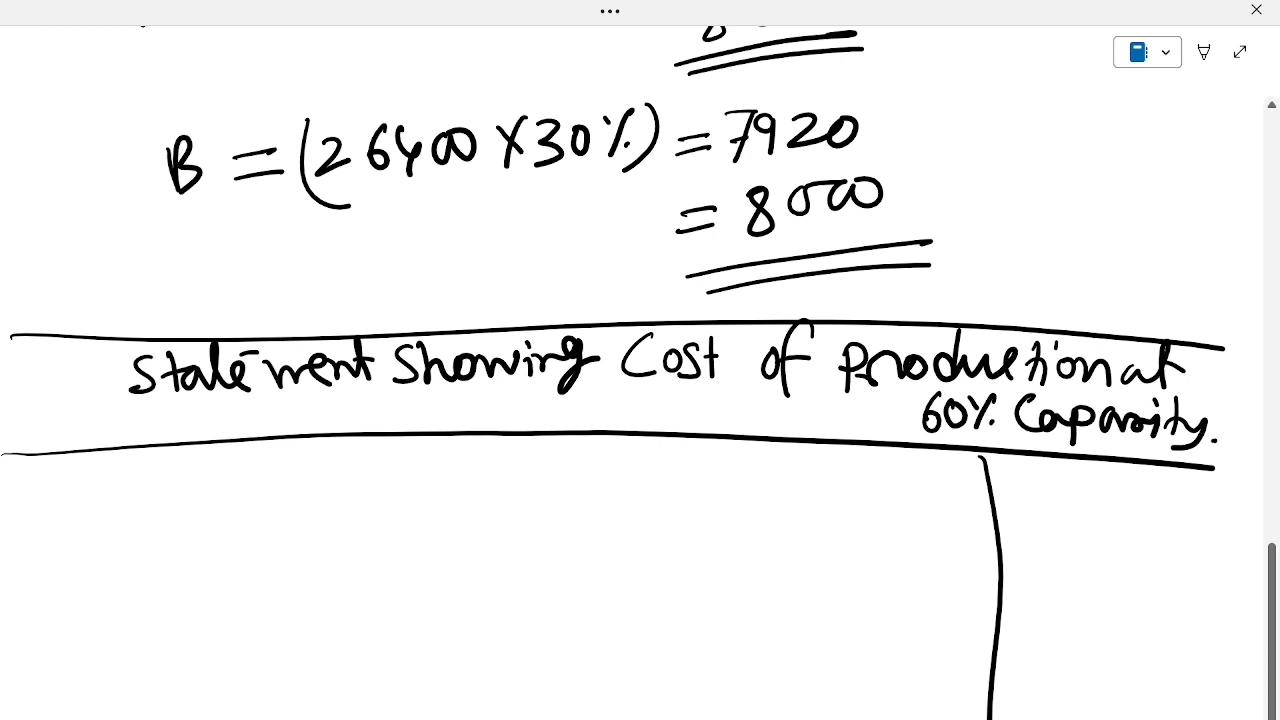 B = (26400 X 30%) = 7920
= 8000
Statement Showing Cost of Production at
60% Capacity.